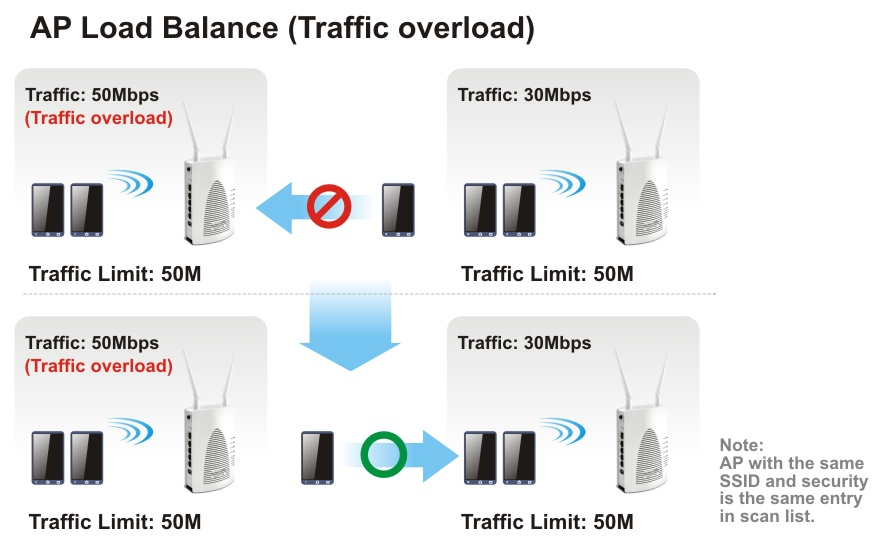 AP Load Balance (Traffic overload)
Traffic: 50Mbps
(Traffic overload)
Traffic: 30Mbps
Traffic Limit: 50M
Traffic Limit: 50M
Traffic: 50Mbps
(Traffic overload)
Traffic: 30Mbps
Traffic Limit: 50M
Traffic Limit: 50M
Note:
AP with the same
SSID and security
is the same entry
in scan list.